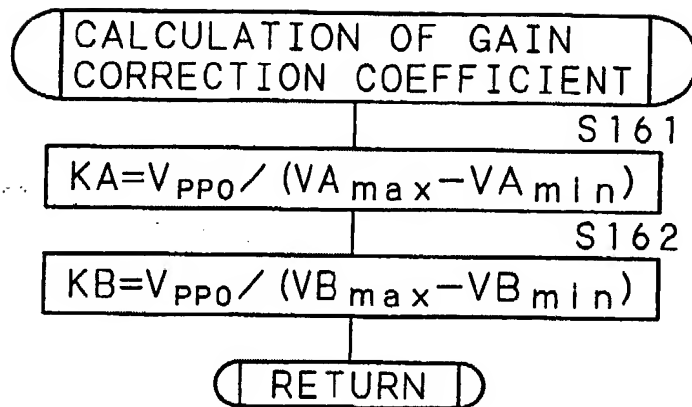 CALCULATION OF GAIN
CORRECTION COEFFICIENT
S161
KA=VPPO/(VAmax-VAmin)
S162
KB=VPPO/(VBmax-VBmin)
RETURN